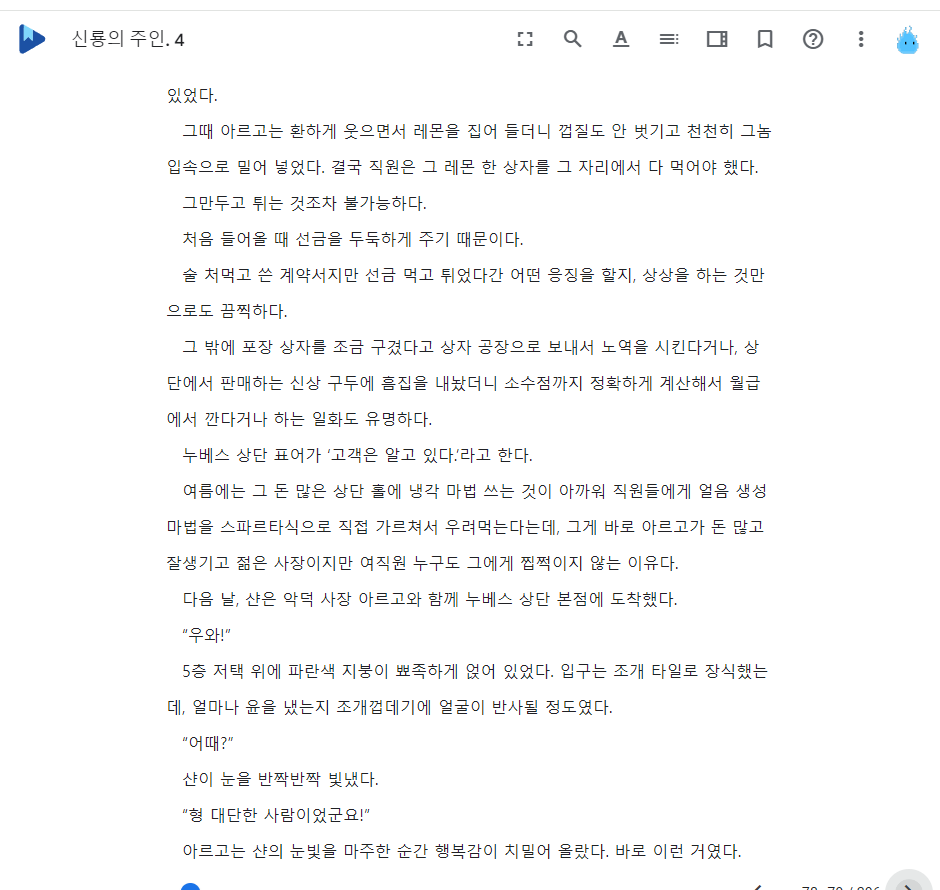 신룡의 주인. 4
있었다.
그때 아르고는 환하게 웃으면서 레몬을 집어 들더니 껍질도 안 벗기고 천천히 그놈
입속으로 밀어 넣었다. 결국 직원은 그 레몬 한 상자를 그 자리에서 다 먹어야 했다.
그만두고 튀는 것조차 불가능하다.
처음 들어올 때 선금을 두둑하게 주기 때문이다.
술 처먹고 쓴 계약서지만 선금 먹고 튀었다간 어떤 응징을 할지, 상상을 하는 것만
으로도 끔찍하다.
그 밖에 포장 상자를 조금 구겼다고 상자 공장으로 보내서 노역을 시킨다거나, 상
단에서 판매하는 신상 구두에 흠집을 내놨더니 소수점까지 정확하게 계산해서 월급
에서 깐다거나 하는 일화도 유명하다.
누베스 상단 표어가 ‘고객은 알고 있다.’라고 한다.
여름에는 그 돈 많은 상단 홀에 냉각 마법 쓰는 것이 아까워 직원들에게 얼음 생성
마법을 스파르타식으로 직접 가르쳐서 우려먹는다는데, 그게 바로 아르고가 돈 많고
잘생기고 젊은 사장이지만 여직원 누구도 그에게 찝쩍이지 않는 이유다.
다음 날, 샨은 악덕 사장 아르고와 함께 누베스 상단 본점에 도착했다.
“우와!”
5층 저택 위에 파란색 지붕이 뾰족하게 얹어 있었다. 입구는 조개 타일로 장식했는
데, 얼마나 윤을 냈는지 조개껍데기에 얼굴이 반사될 정도였다.
“어때?”
샨이 눈을 반짝반짝 빛냈다.
“형 대단한 사람이었군요!”
아르고는 샨의 눈빛을 마주한 순간 행복감이 치밀어 올랐다. 바로 이런 거였다.